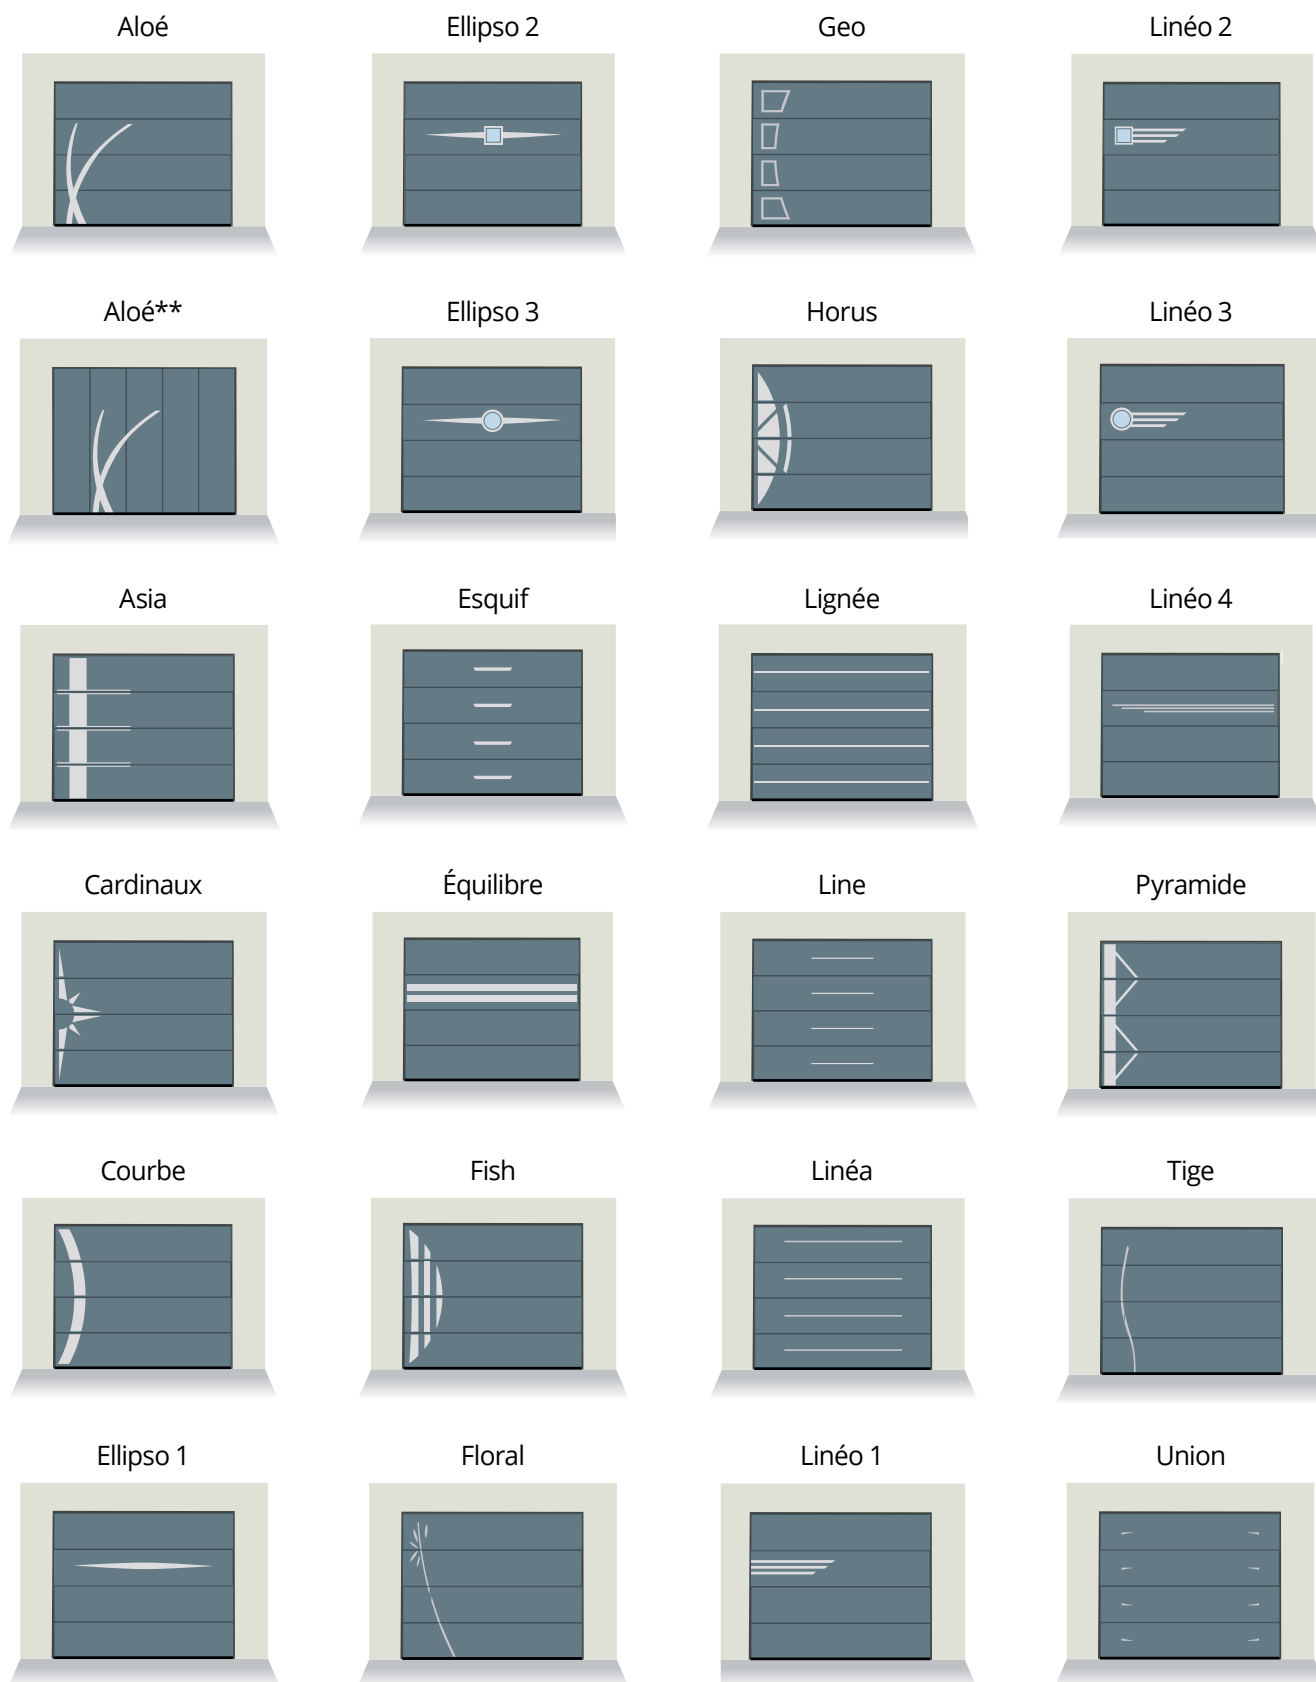 Aloé
Ellipso 2
Geo
Linéo 2
Aloé**
Ellipso 3
Horus
Linéo 3
Asia
Esquif
Lignée
Linéo 4
Cardinaux
Équilibre
Line
Pyramide
Courbe
Fish
Linéa
Tige
Ellipso 1
Floral
Linéo 1
Union